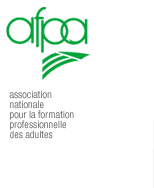 afpa
association
nationale
pour la formation
professionnelle
des adultes